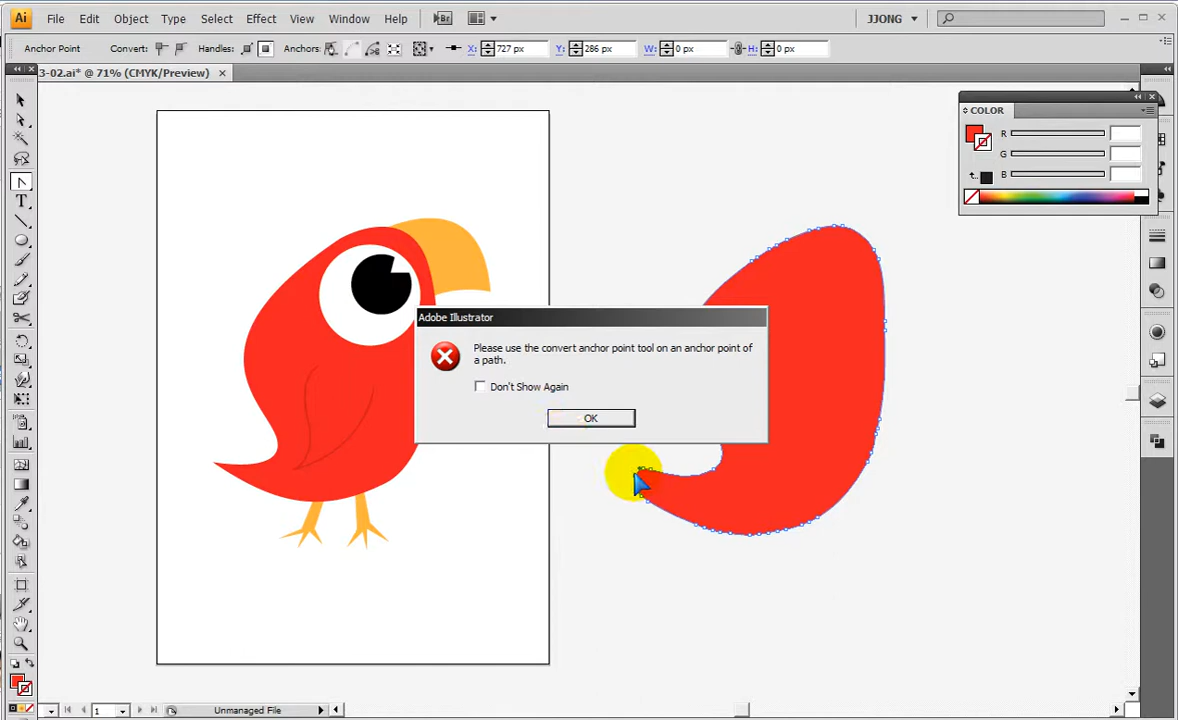 Ai File Edit Object Type Select Effect View Window Help Br JJONG
Anchor Point Convert: Handles: Anchors: X: 727 px Y: 286 px W: 0 px H: 0 px
3-02.ai* @ 71% (CMYK/Preview)
COLOR
R
G
B
Adobe Illustrator
Please use the convert anchor point tool on an anchor point of
a path.
Don't Show Again
OK
1 Unmanaged File